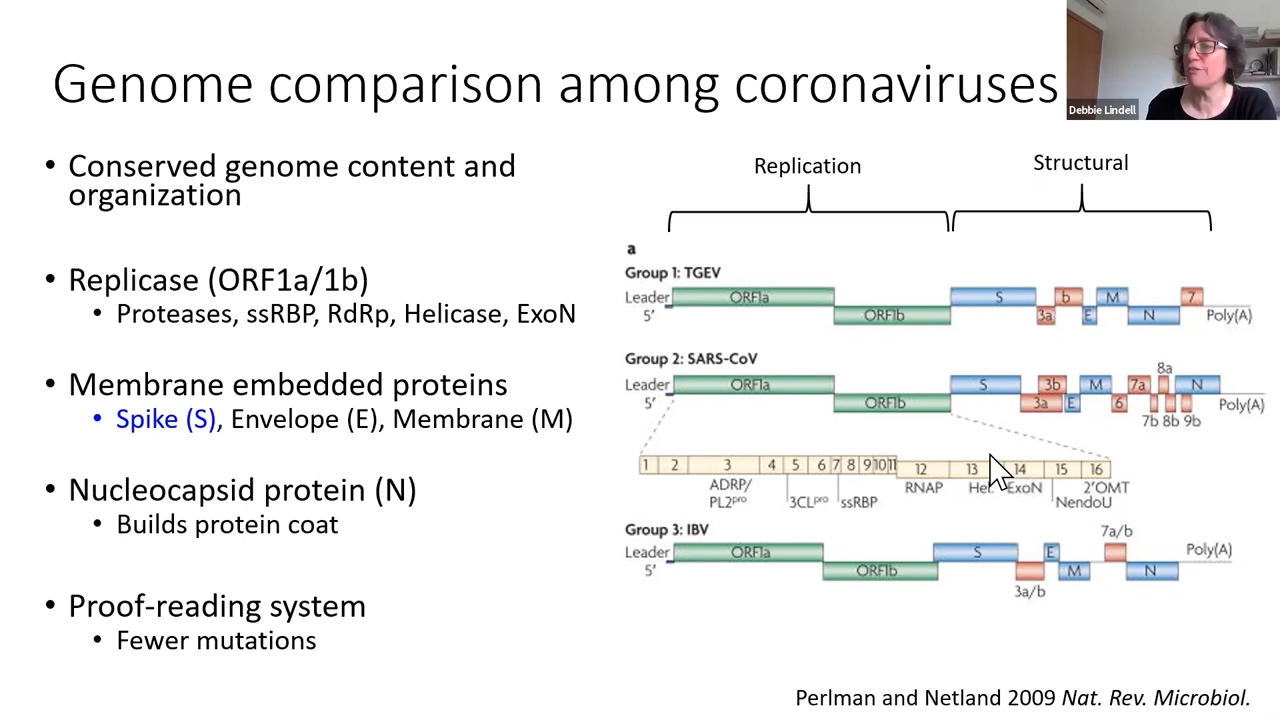 Genome comparison among coronaviruses
Debbie Lindell
• Conserved genome content and
organization
• Replicase (ORF1a/1b)
• Proteases, ssRBP, RdRp, Helicase, ExoN
• Membrane embedded proteins
• Spike (S), Envelope (E), Membrane (M)
• Nucleocapsid protein (N)
• Builds protein coat
• Proof-reading system
• Fewer mutations
Replication
Structural
a
Group 1: TGEV
Leader ORF1a S b M 7
5' ORF1b 3a E N Poly(A)
Group 2: SARS-CoV
8a
Leader ORF1a S 3b M 7a N
5' ORF1b 3a E 6 Poly(A)
7b 8b 9b
1 2 3 4 5 6 7 8 9 10 11 12 13 14 15 16
ADRP/ RNAP Hel ExoN 2'OMT
PL2pro 3CLpro ssRBP NendoU
Group 3: IBV
7a/b
Leader ORF1a S E Poly(A)
5' ORF1b M N
3a/b
Perlman and Netland 2009 Nat. Rev. Microbiol.